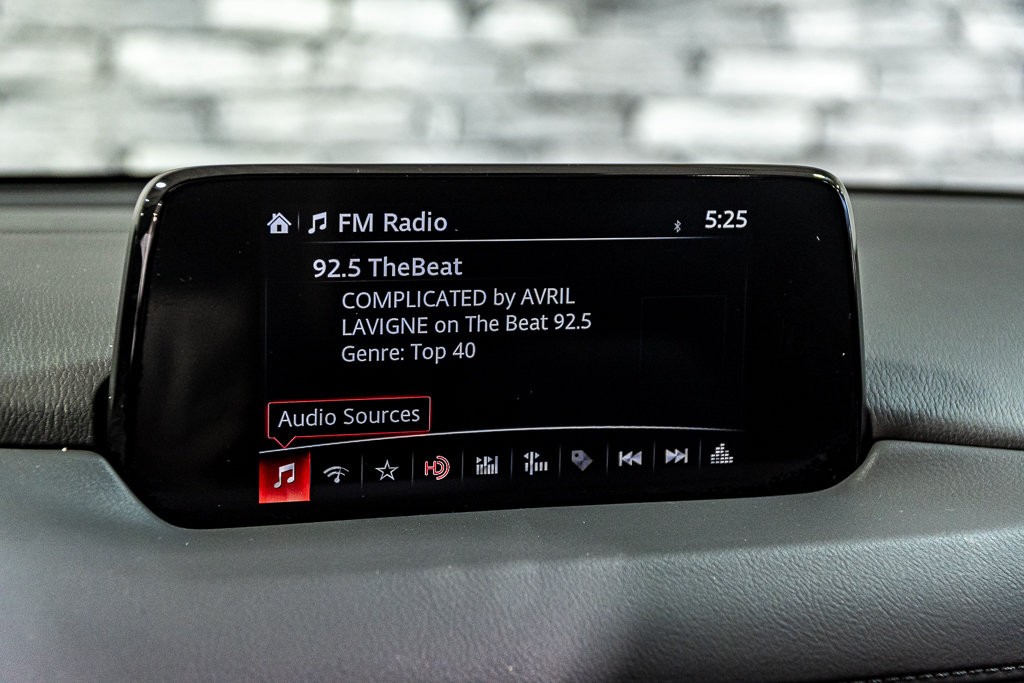 FM Radio
5:25
92.5 TheBeat
COMPLICATED by AVRIL
LAVIGNE on The Beat 92.5
Genre: Top 40
Audio Sources
HD